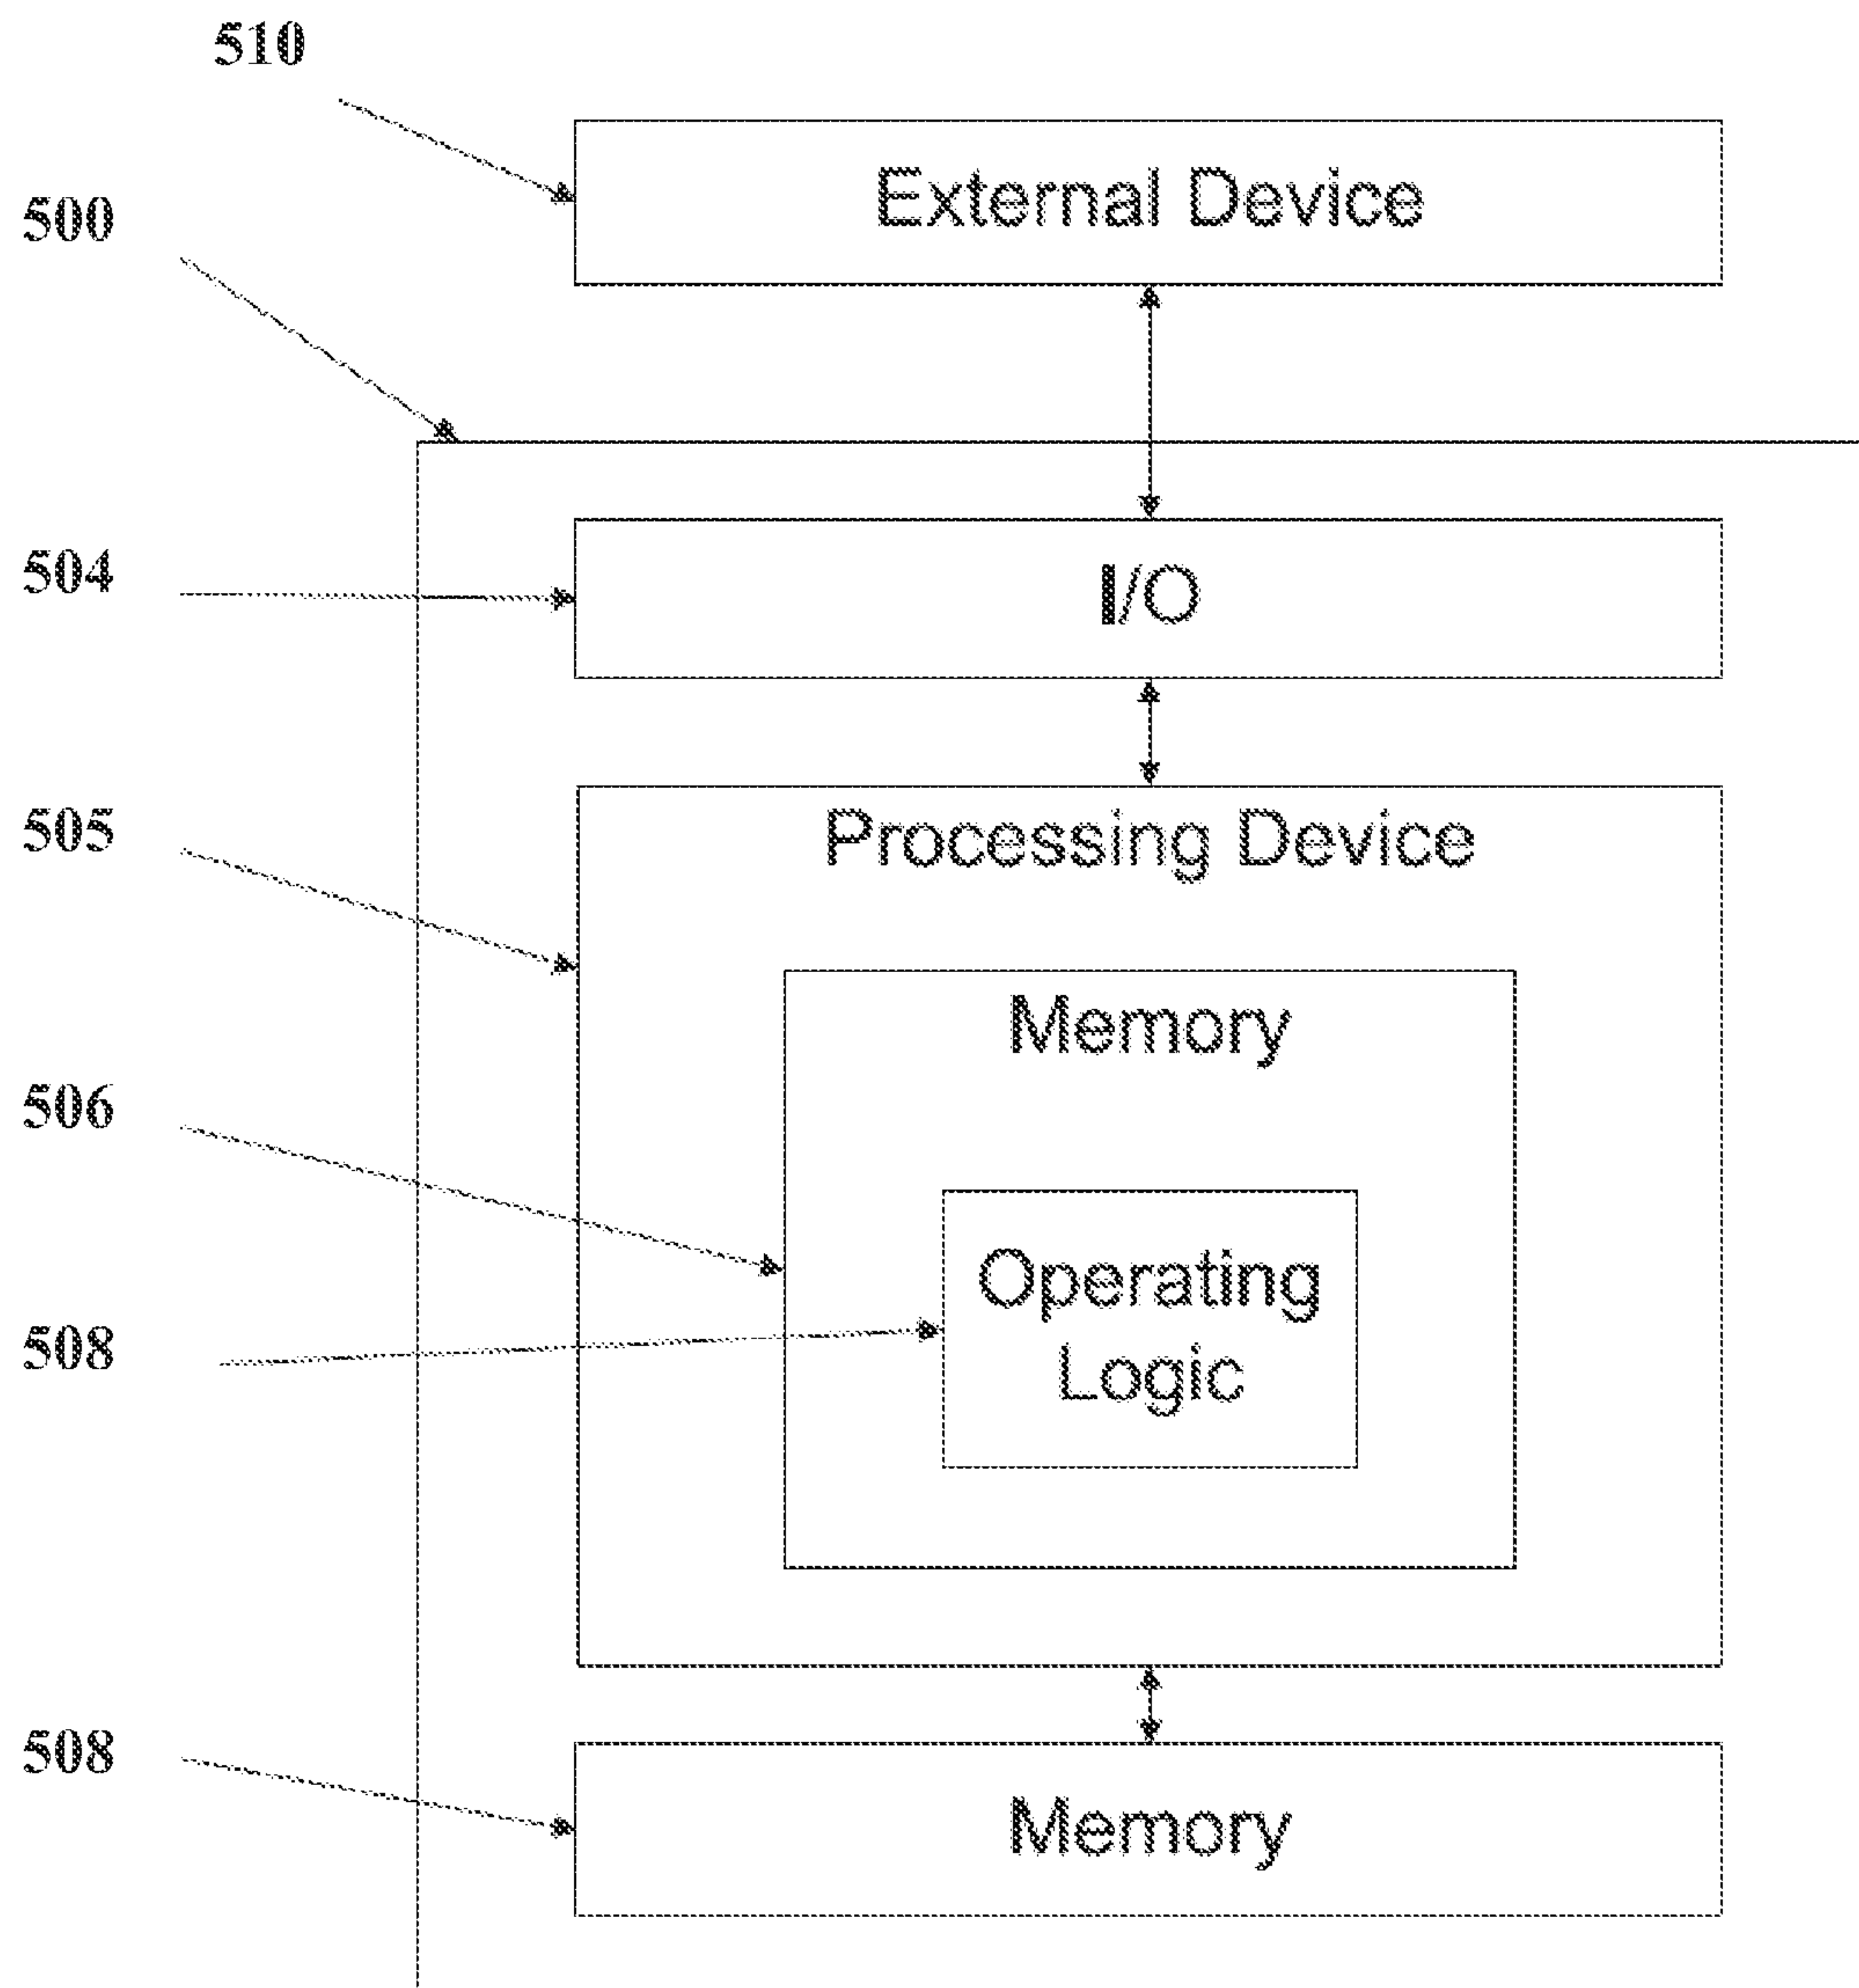 510
External Device
500
504
I/O
505
Processing Device
Memory
506
Operating
Logic
508
508
Memory